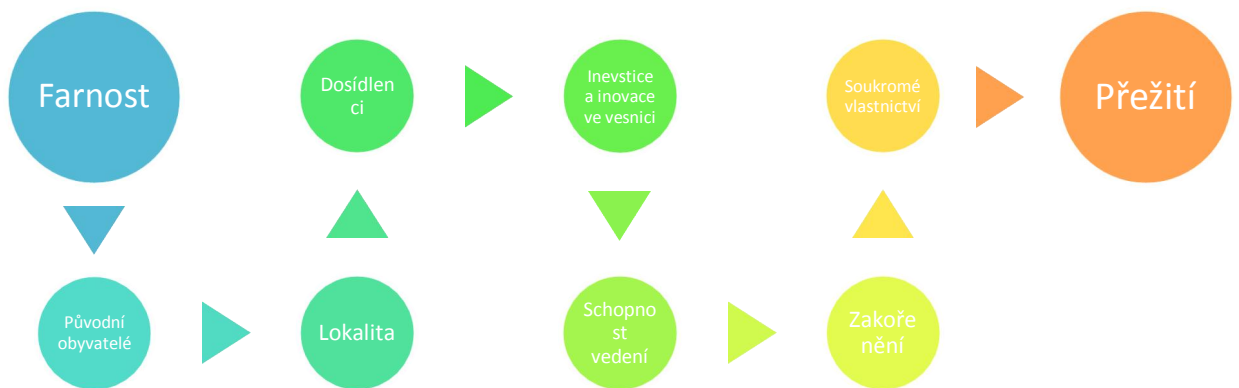 Farnost
Původní
obyvatelé
Lokalita
Dosídlen
ci
Inevstice
a inovace
ve vesnici
Schopno
st
vedení
Zakoře
nění
Soukromé
vlastnictví
Přežití